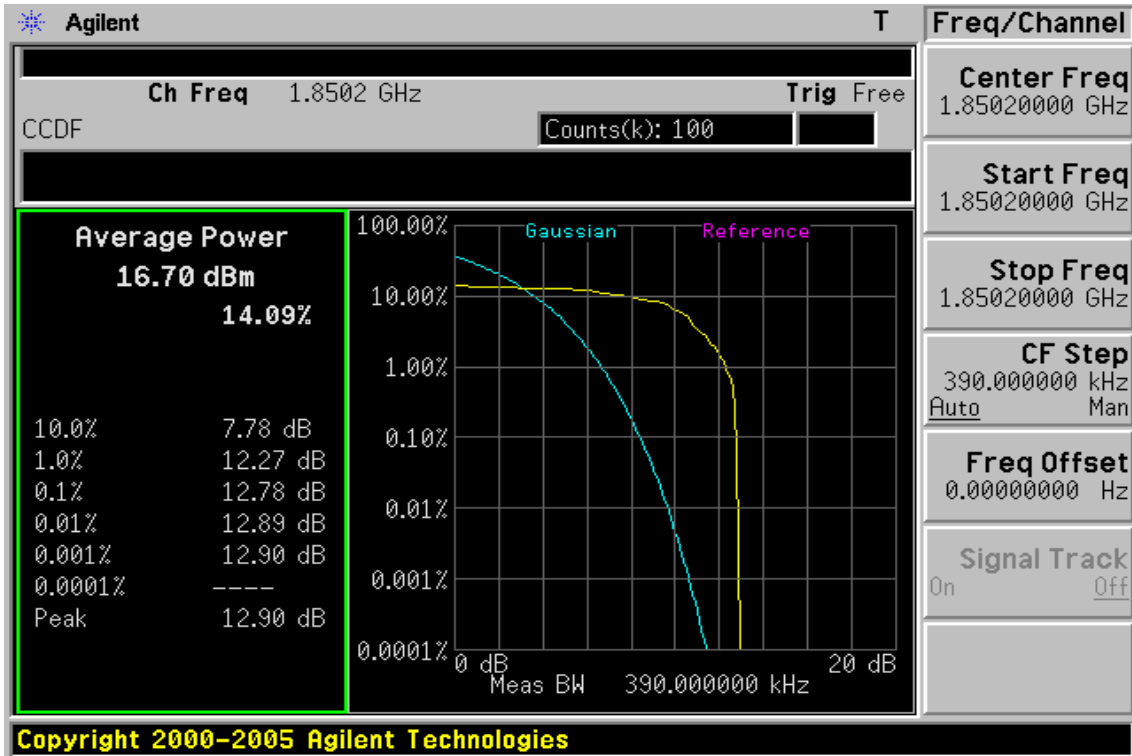 Agilent T
Ch Freq 1.8502 GHz Trig Free
CCDF Counts(k): 100
Average Power
16.70 dBm
14.09%
10.0% 7.78 dB
1.0% 12.27 dB
0.1% 12.78 dB
0.01% 12.89 dB
0.001% 12.90 dB
0.0001% ----
Peak 12.90 dB
Gaussian Reference
100.00%
10.00%
1.00%
0.10%
0.01%
0.001%
0.0001%
0 dB 20 dB
Meas BW 390.000000 kHz
Freq/Channel
Center Freq
1.85020000 GHz
Start Freq
1.85020000 GHz
Stop Freq
1.85020000 GHz
CF Step
390.000000 kHz
Auto Man
Freq Offset
0.00000000 Hz
Signal Track
On Off
Copyright 2000-2005 Agilent Technologies